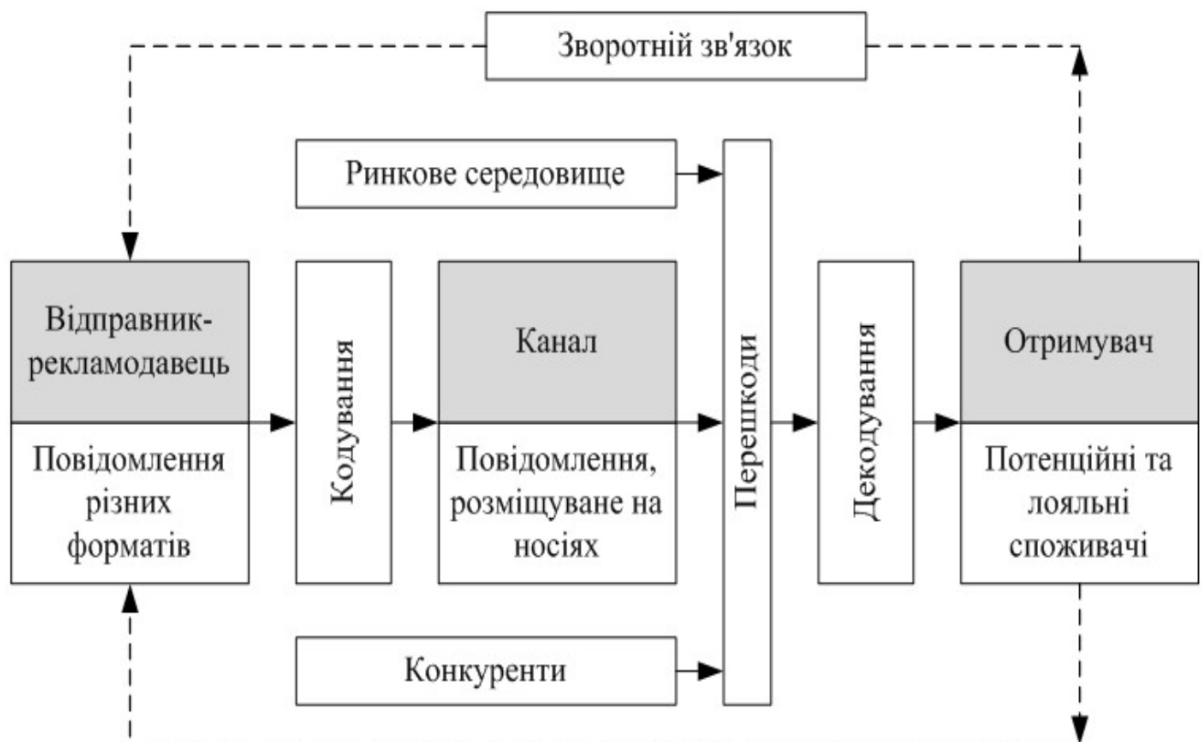 Зворотній зв'язок
Ринкове середовище
Відправник-
рекламодавець
Повідомлення
різних
форматів
Кодування
Канал
Повідомлення,
розміщуване на
носіях
Перешкоди
Декодування
Отримувач
Потенційні та
лояльні
споживачі
Конкуренти